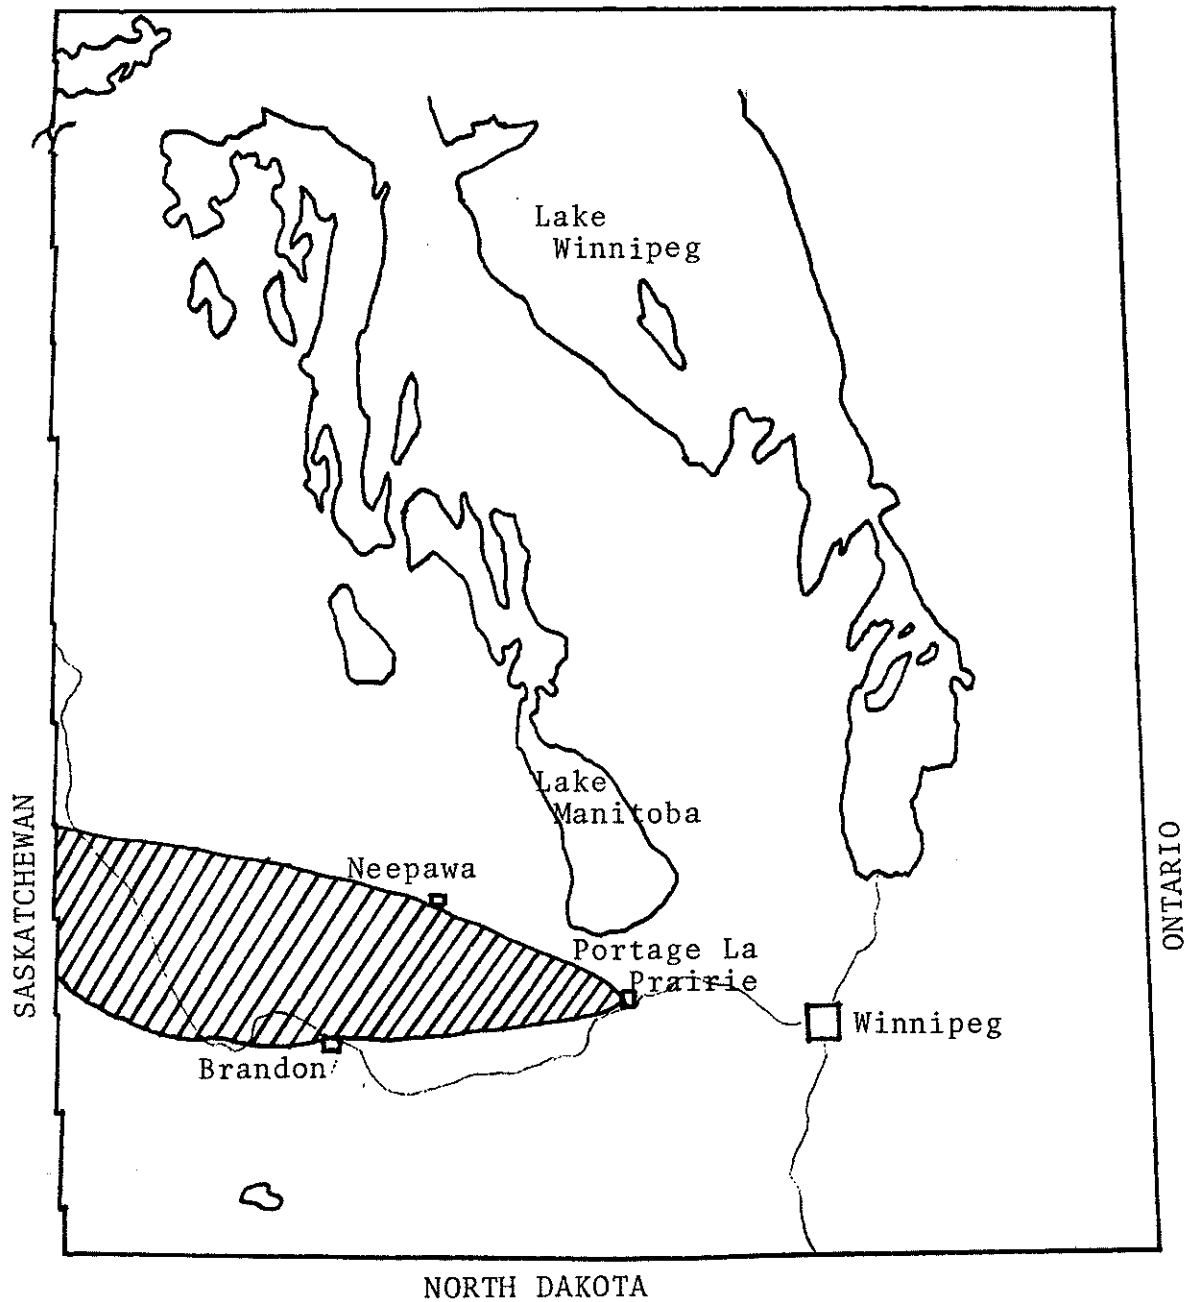 Lake
Winnipeg
Lake
Manitoba
Neepawa
Portage La
Prairie
Winnipeg
Brandon
SASKATCHEWAN
ONTARIO
NORTH DAKOTA